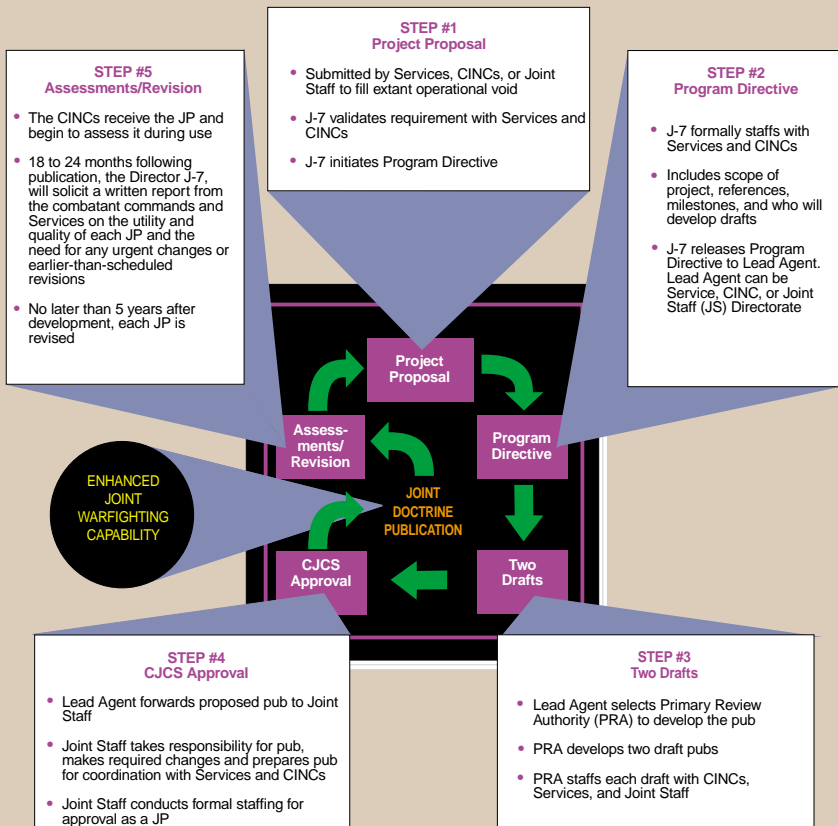 STEP #1
Project Proposal
• Submitted by Services, CINCs, or Joint
Staff to fill extant operational void
• J-7 validates requirement with Services and
CINCs
• J-7 initiates Program Directive
STEP #2
Program Directive
• J-7 formally staffs with
Services and CINCs
• Includes scope of
project, references,
milestones, and who will
develop drafts
• J-7 releases Program
Directive to Lead Agent.
Lead Agent can be
Service, CINC, or Joint
Staff (JS) Directorate
STEP #5
Assessments/Revision
• The CINCs receive the JP and
begin to assess it during use
• 18 to 24 months following
publication, the Director J-7,
will solicit a written report from
the combatant commands and
Services on the utility and
quality of each JP and the
need for any urgent changes or
earlier-than-scheduled
revisions
• No later than 5 years after
development, each JP is
revised
Project
Proposal
Assess-
ments/
Revision
Program
Directive
JOINT
DOCTRINE
PUBLICATION
ENHANCED
JOINT
WARFIGHTING
CAPABILITY
CJCS
Approval
Two
Drafts
STEP #4
CJCS Approval
• Lead Agent forwards proposed pub to Joint
Staff
• Joint Staff takes responsibility for pub,
makes required changes and prepares pub
for coordination with Services and CINCs
• Joint Staff conducts formal staffing for
approval as a JP
STEP #3
Two Drafts
• Lead Agent selects Primary Review
Authority (PRA) to develop the pub
• PRA develops two draft pubs
• PRA staffs each draft with CINCs,
Services, and Joint Staff